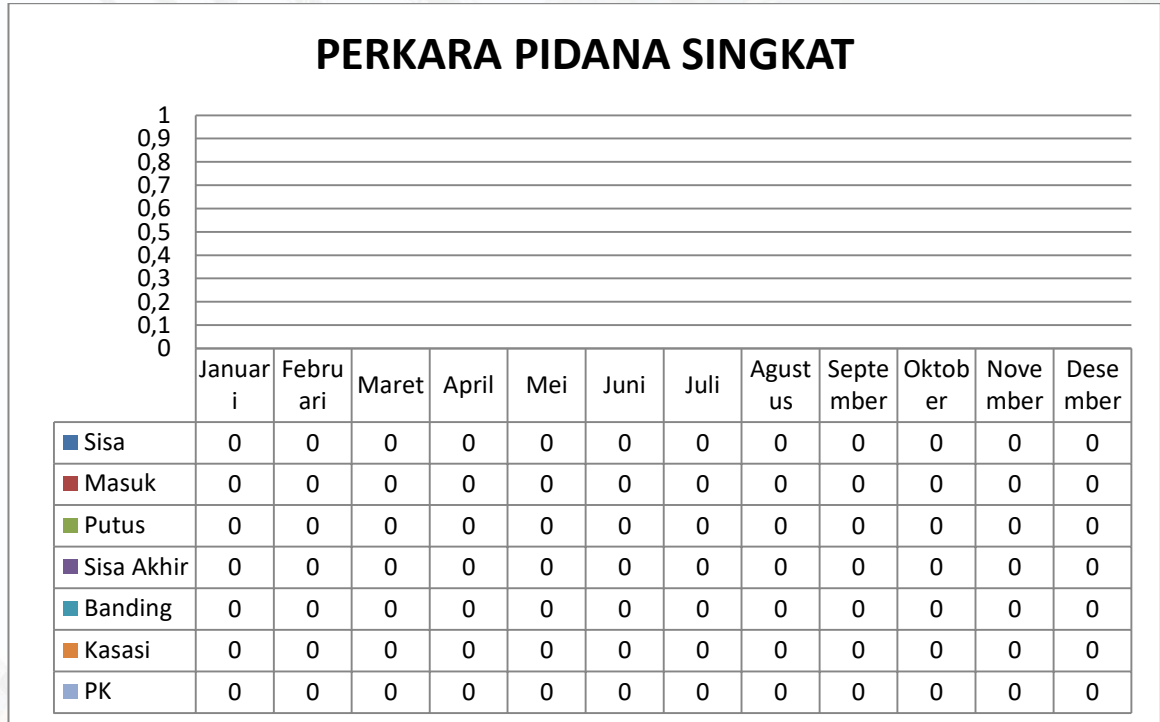 PERKARA PIDANA SINGKAT
1
0,9
0,8
0,7
0,6
0,5
0,4
0,3
0,2
0,1
0
Januar
i Febru
ari Maret April Mei Juni Juli Agust
us Septe
mber Oktob
er Nove
mber Dese
mber
Sisa 0 0 0 0 0 0 0 0 0 0 0 0
Masuk 0 0 0 0 0 0 0 0 0 0 0 0
Putus 0 0 0 0 0 0 0 0 0 0 0 0
Sisa Akhir 0 0 0 0 0 0 0 0 0 0 0 0
Banding 0 0 0 0 0 0 0 0 0 0 0 0
Kasasi 0 0 0 0 0 0 0 0 0 0 0 0
PK 0 0 0 0 0 0 0 0 0 0 0 0